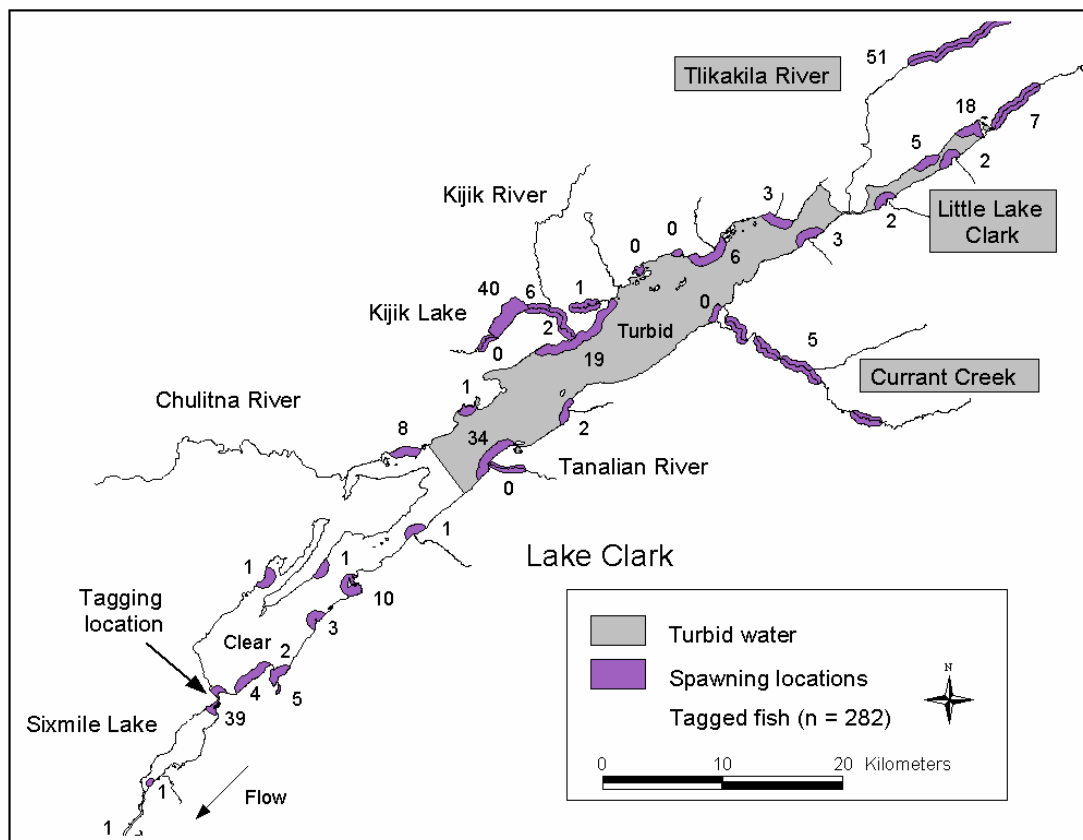 51
Tlikakila River
18
7
5
2
Kijik River
3
Little Lake
Clark
2
0
0
3
6
40
6
1
Kijik Lake
2
0
Turbid
0
5
19
Currant Creek
1
Chulitna River
8
34
2
Tanalian River
0
1
Lake Clark
1
1
Tagging
location
10
3
Clear
2
4
5
Sixmile Lake
39
1
Flow
1
Turbid water
Spawning locations
Tagged fish (n = 282)
N
0 10 20 Kilometers